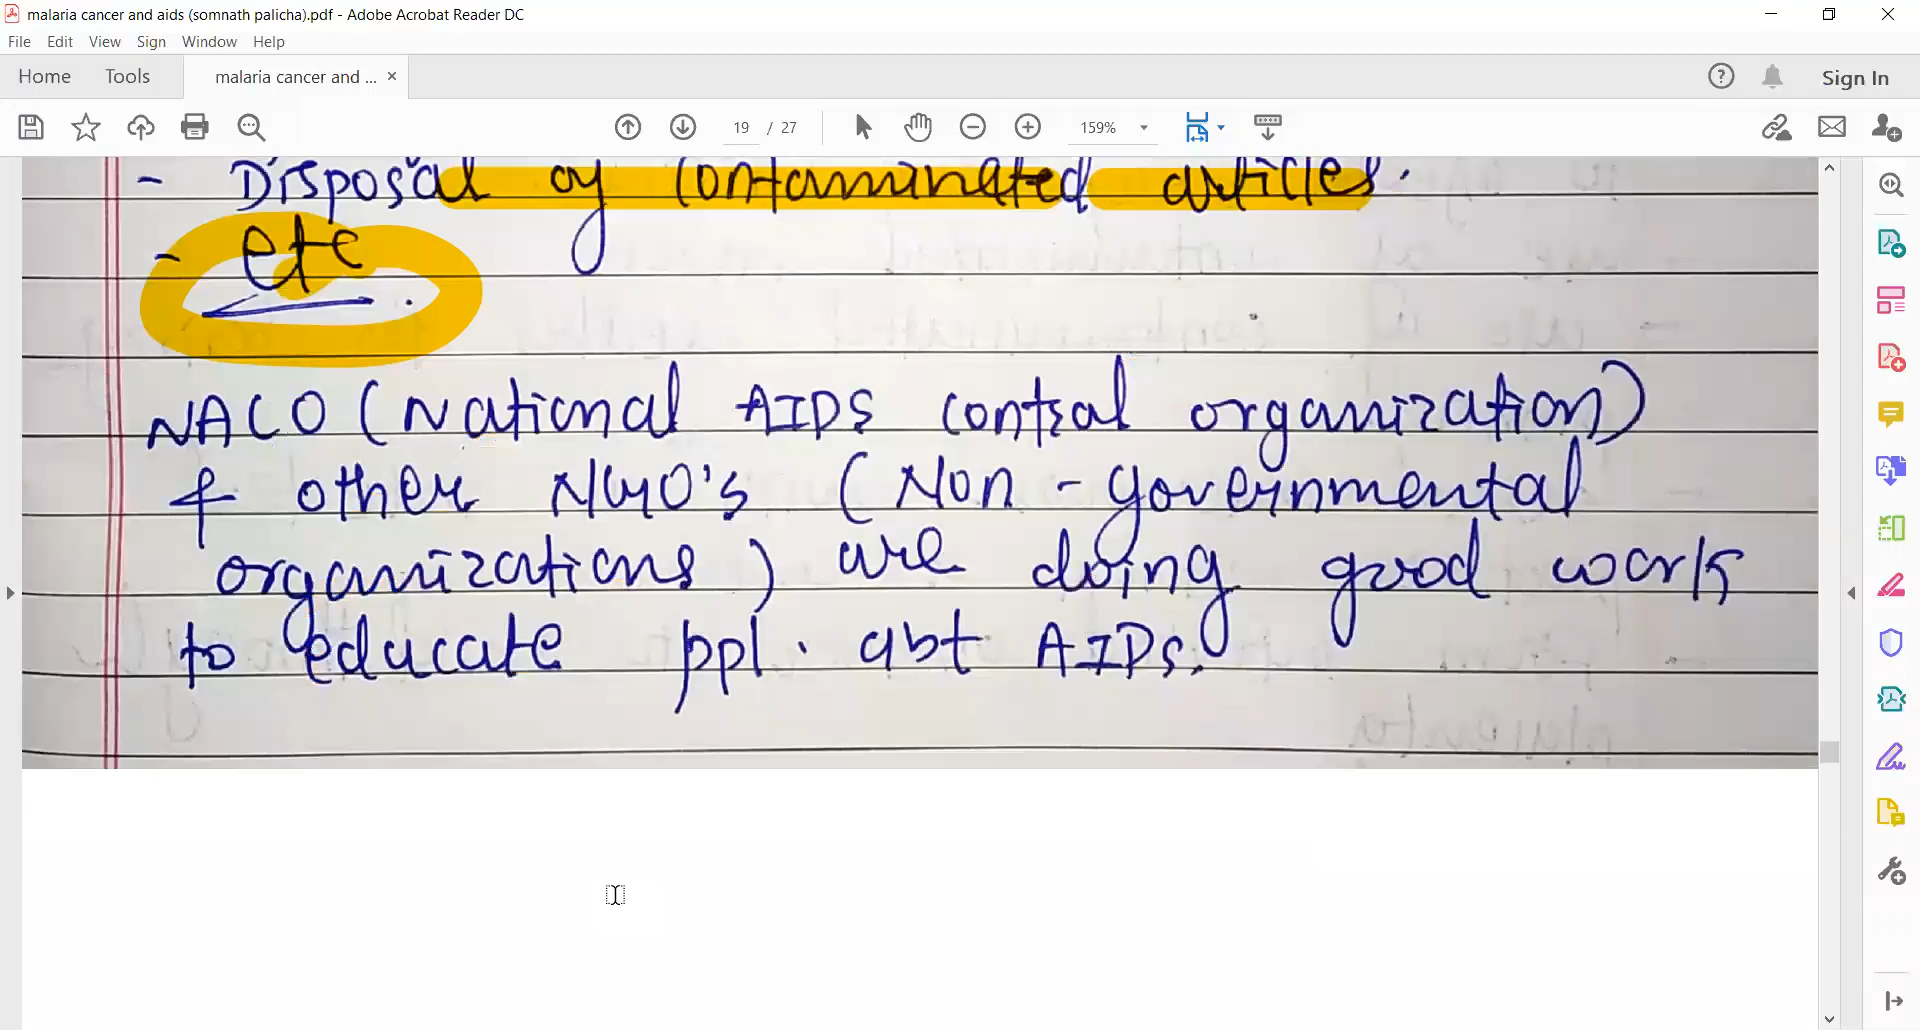 malaria cancer and aids (somnath palicha).pdf - Adobe Acrobat Reader DC
File Edit View Sign Window Help
Home Tools malaria cancer and ... × Sign In
19 / 27 159%
- Disposal of contaminated articles.
- etc
NACO (National AIDS control organization)
& other NGO's (Non - governmental
organizations) are doing good work
to educate ppl. abt AIDs.